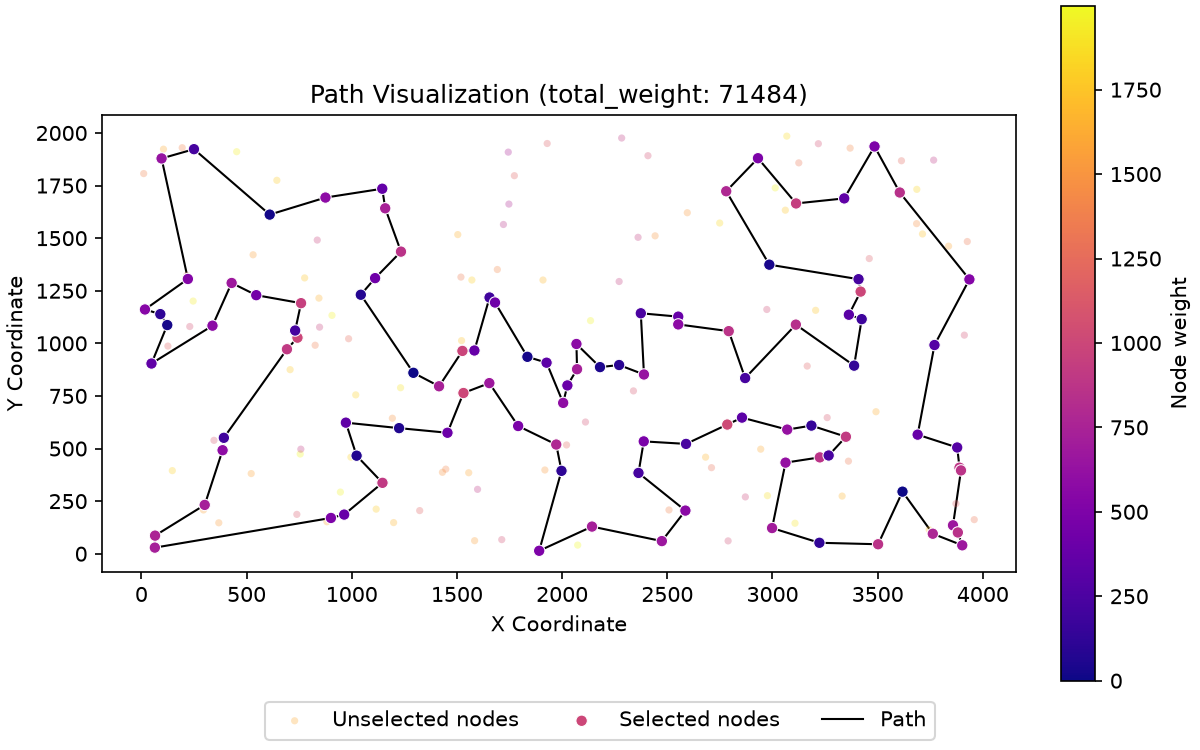 Path Visualization (total_weight: 71484)
2000
1750
1500
1250
1000
750
500
250
0
Y Coordinate
0 500 1000 1500 2000 2500 3000 3500 4000
X Coordinate
1750
1500
1250
1000
750
500
250
0
Node weight
Unselected nodes Selected nodes Path